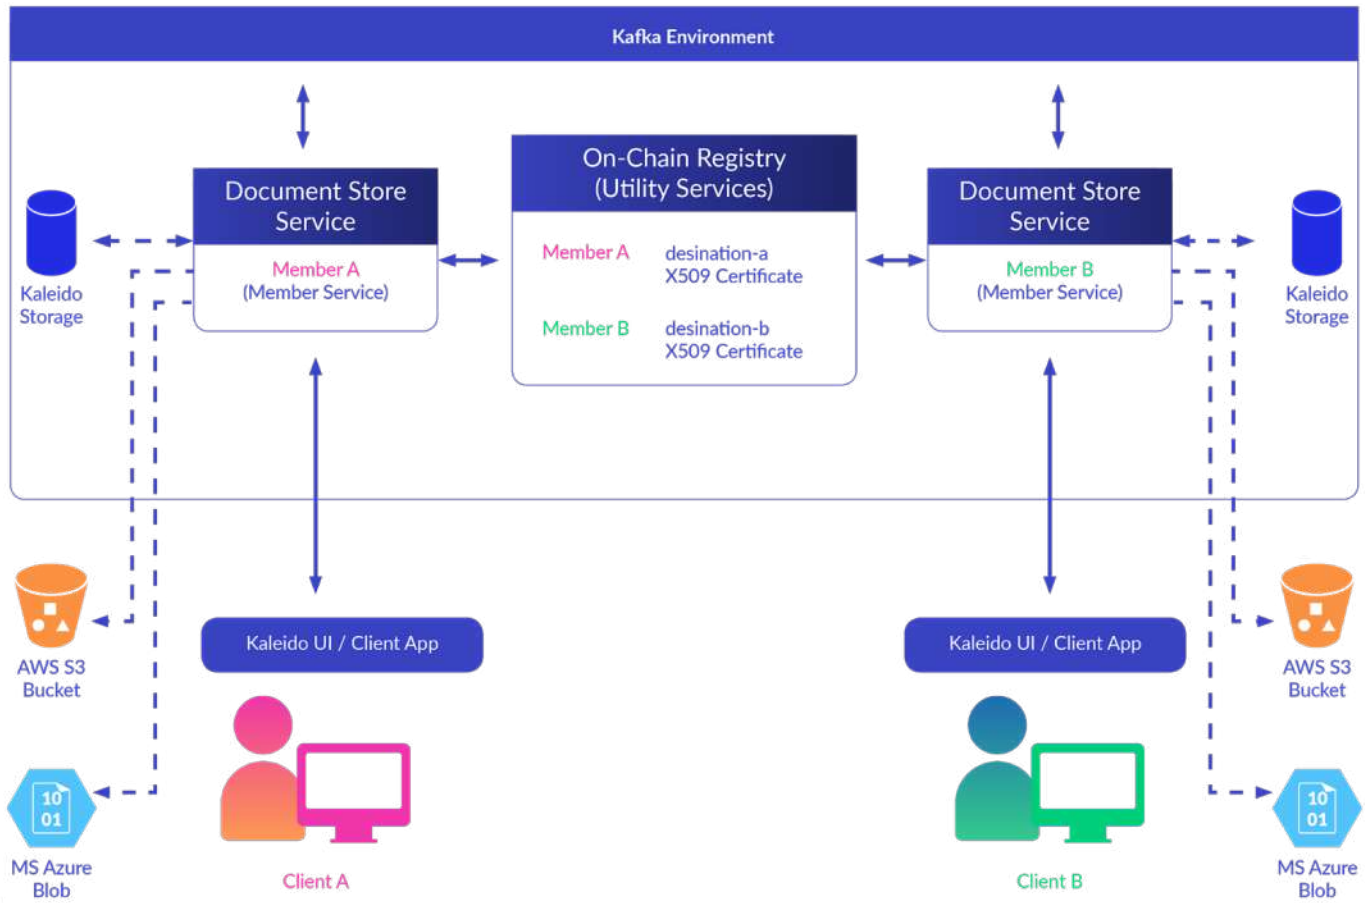 Kafka Environment
On-Chain Registry
(Utility Services)
Document Store
Service
Member A
(Member Service)
Member A
desination-a
X509 Certificate
Member B
desination-b
X509 Certificate
Document Store
Service
Member B
(Member Service)
Kaleido
Storage
Kaleido
Storage
AWS S3
Bucket
Kaleido UI / Client App
Kaleido UI / Client App
AWS S3
Bucket
10
01
MS Azure
Blob
Client A
Client B
10
01
MS Azure
Blob